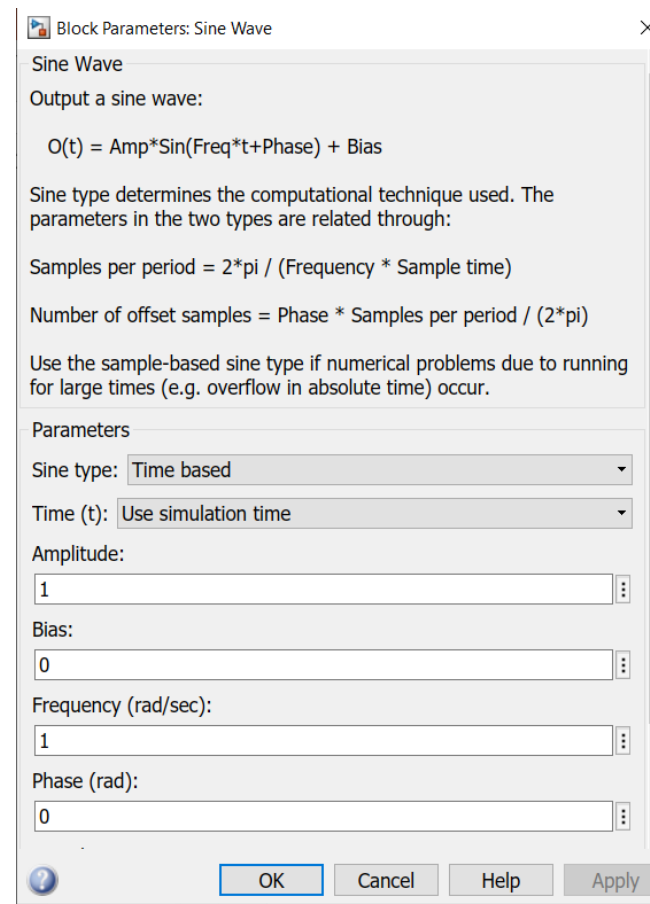 Block Parameters: Sine Wave
Sine Wave
Output a sine wave:
O(t) = Amp*Sin(Freq*t+Phase) + Bias
Sine type determines the computational technique used. The
parameters in the two types are related through:
Samples per period = 2*pi / (Frequency * Sample time)
Number of offset samples = Phase * Samples per period / (2*pi)
Use the sample-based sine type if numerical problems due to running
for large times (e.g. overflow in absolute time) occur.
Parameters
Sine type: Time based
Time (t): Use simulation time
Amplitude:
1
Bias:
0
Frequency (rad/sec):
1
Phase (rad):
0
OK Cancel Help Apply